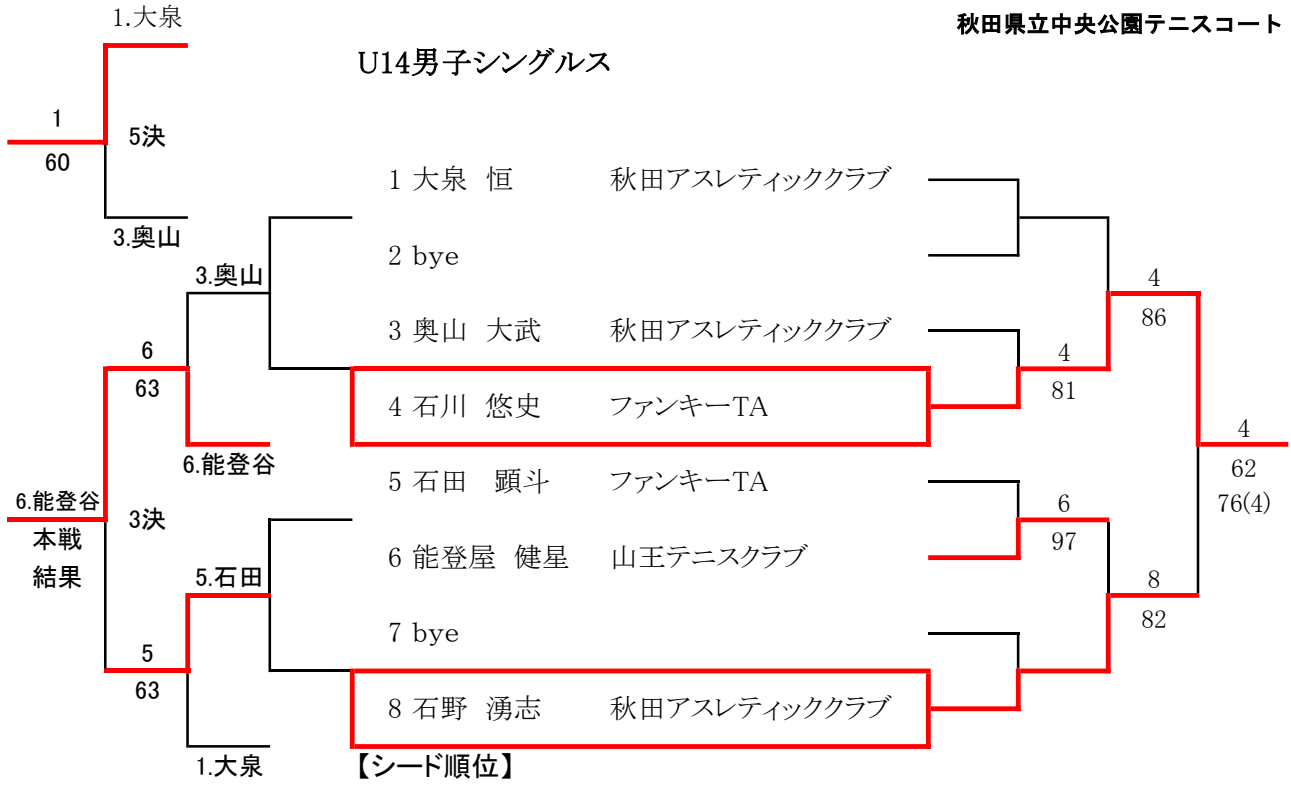 1.大泉
秋田県立中央公園テニスコート
U14男子シングルス
1
5決
60
1 大泉 恒 秋田アスレティッククラブ
3.奥山
2 bye
3.奥山
4
86
3 奥山 大武 秋田アスレティッククラブ
6
4
63
81
4 石川 悠史 ファンキーTA
4
6.能登谷
62
5 石田 顕斗 ファンキーTA
6.能登谷
3決
6
76(4)
本戦
97
6 能登屋 健星 山王テニスクラブ
結果
5.石田
8
82
7 bye
5
63
8 石野 湧志 秋田アスレティッククラブ
1.大泉
【シード順位】